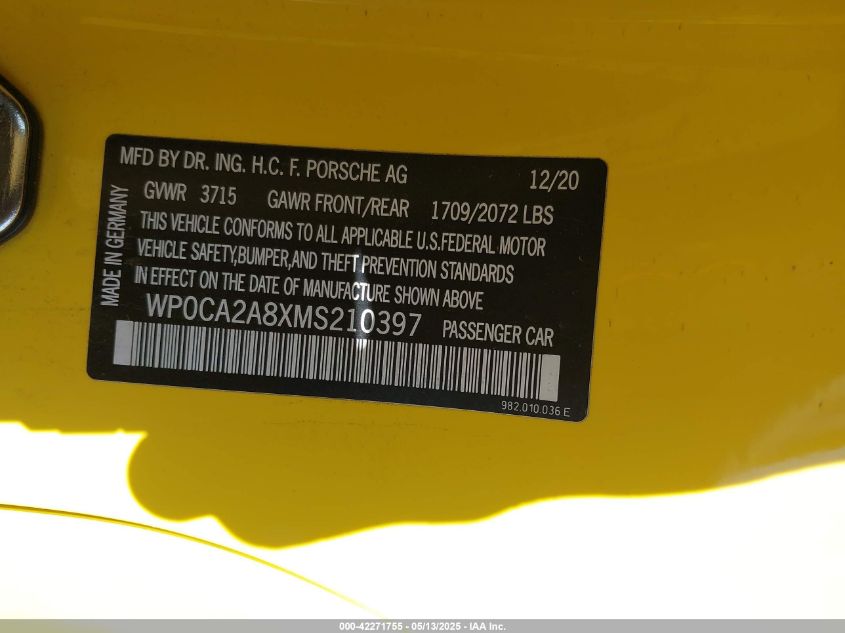 MFD BY DR. ING. H.C. F. PORSCHE AG 12/20
GVWR 3715 GAWR FRONT/REAR 1709/2072 LBS
THIS VEHICLE CONFORMS TO ALL APPLICABLE U.S.FEDERAL MOTOR
VEHICLE SAFETY,BUMPER,AND THEFT PREVENTION STANDARDS
IN EFFECT ON THE DATE OF MANUFACTURE SHOWN ABOVE
MADE IN GERMANY
WP0CA2A8XMS210397 PASSENGER CAR
982.010.036 E
000-42271755 - 05/13/2025 - IAA Inc.